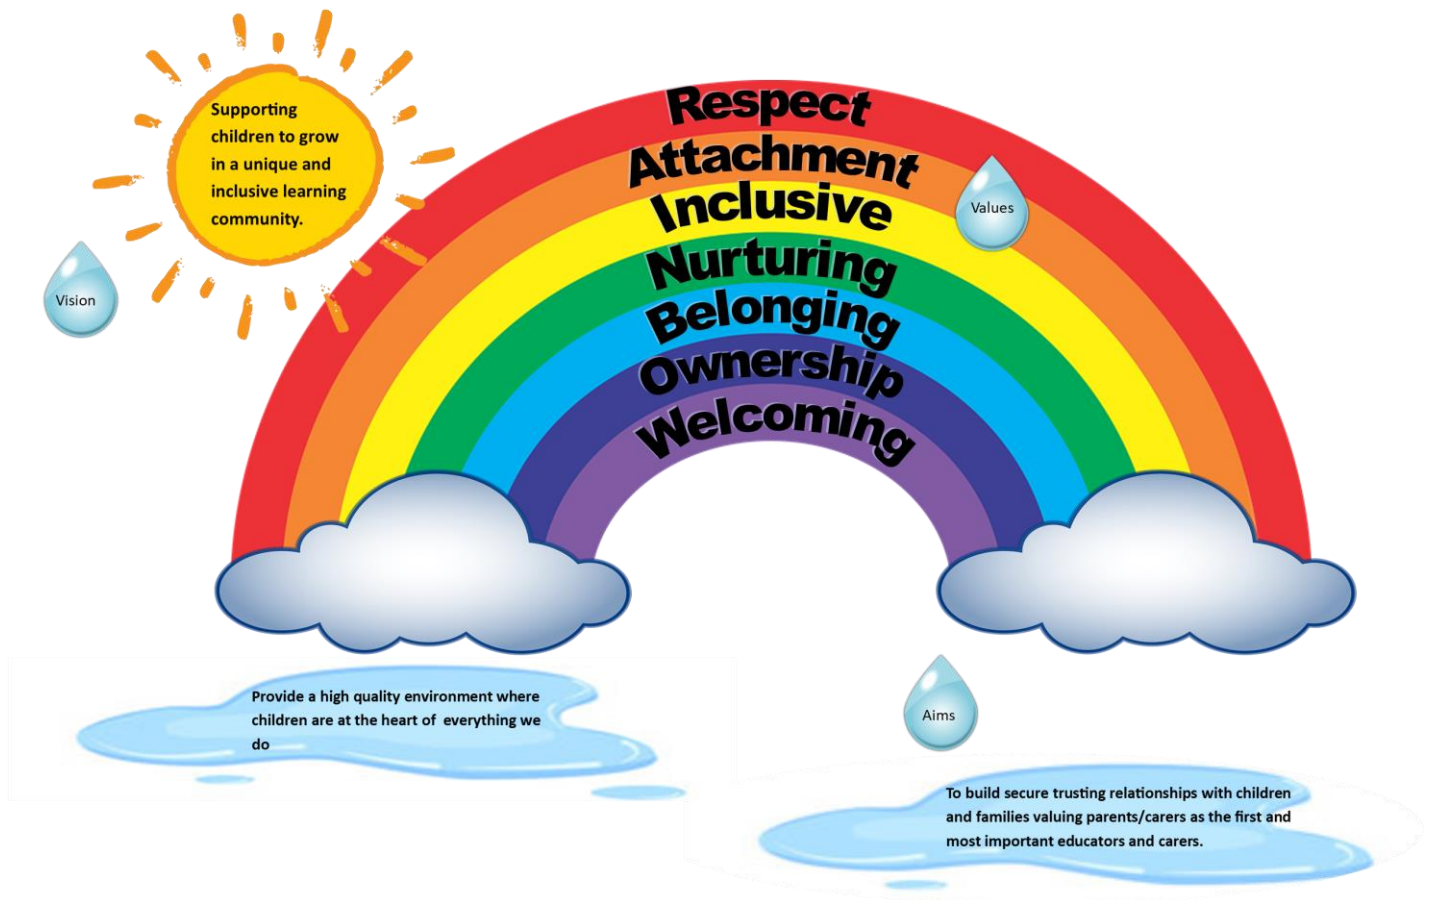 Supporting
children to grow
in a unique and
inclusive learning
community.
Vision
Respect
Attachment
Inclusive
Values
Nurturing
Belonging
Ownership
Welcoming
Provide a high quality environment where
children are at the heart of everything we
do
Aims
To build secure trusting relationships with children
and families valuing parents/carers as the first and
most important educators and carers.